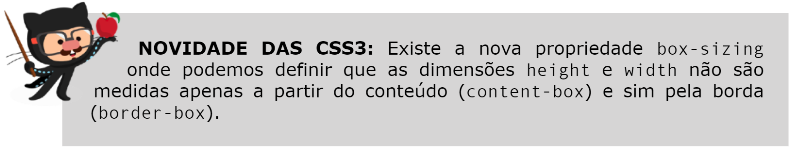 NOVIDADE DAS CSS3: Existe a nova propriedade box-sizing
onde podemos definir que as dimensões height e width não são
medidas apenas a partir do conteúdo (content-box) e sim pela borda
(border-box).